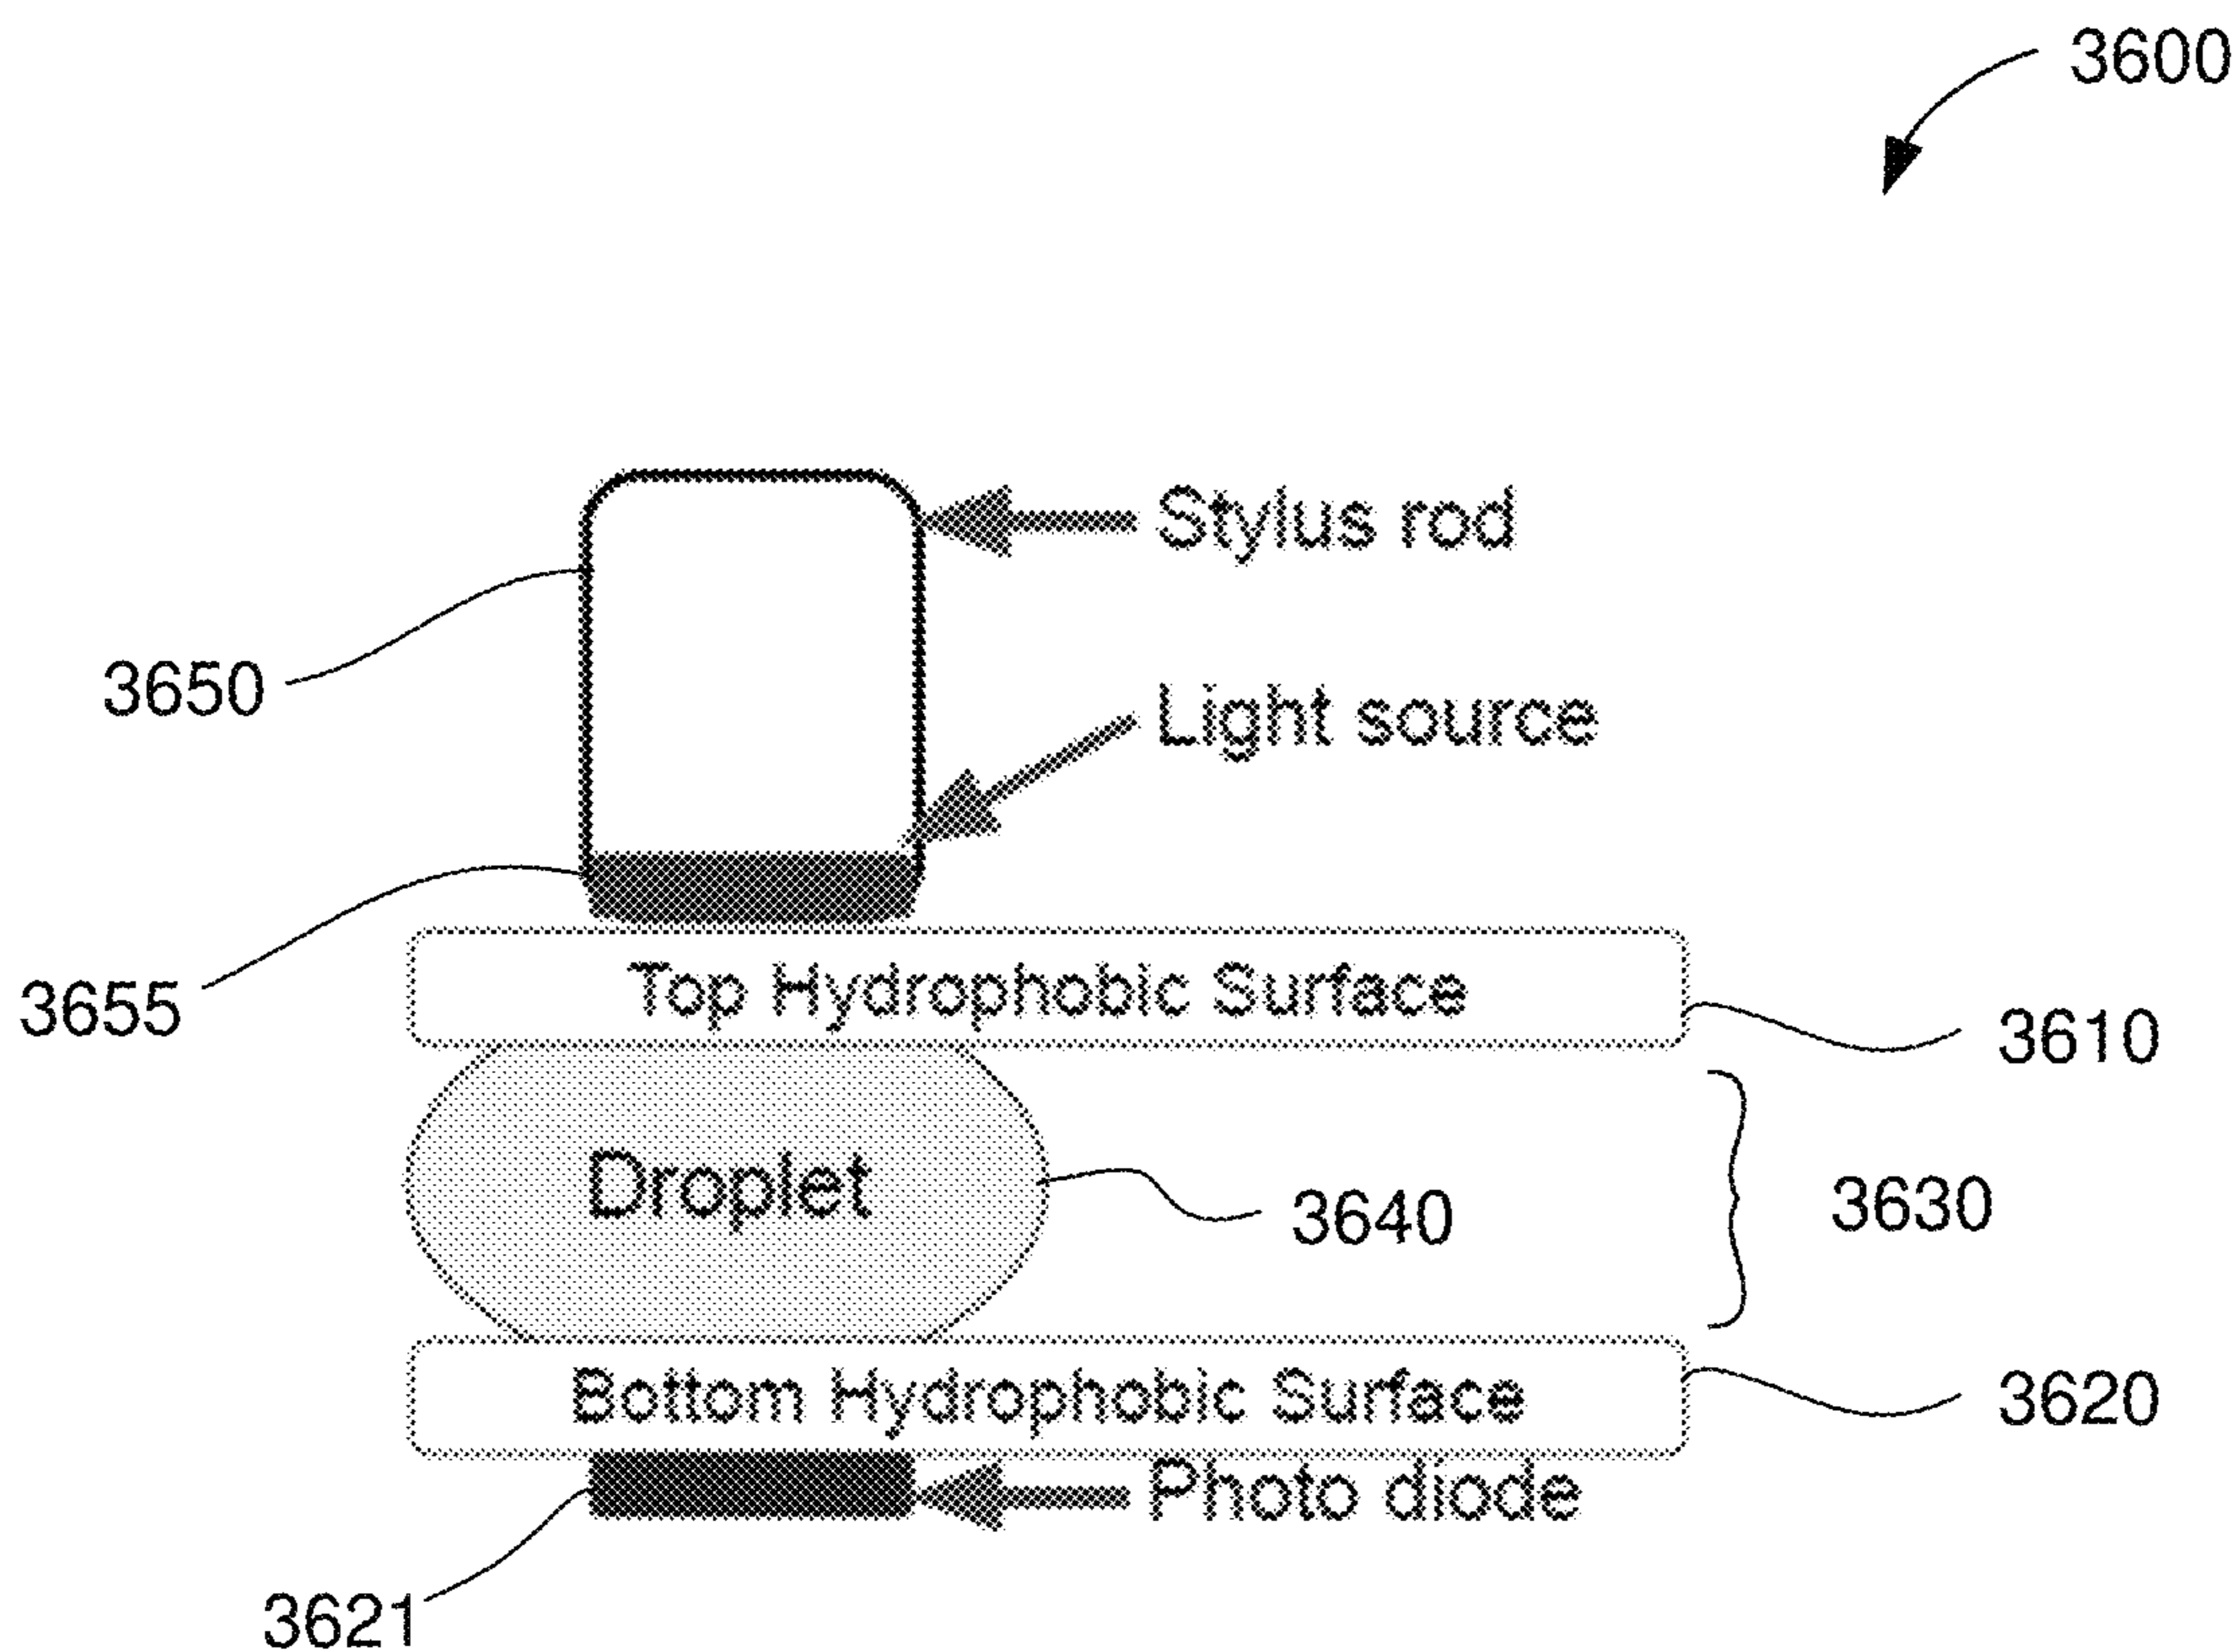 3600
Stylus rod
3650
Light source
3655
Top Hydrophobic Surface
3610
Droplet
3640
3630
Bottom Hydrophobic Surface
3620
Photo diode
3621